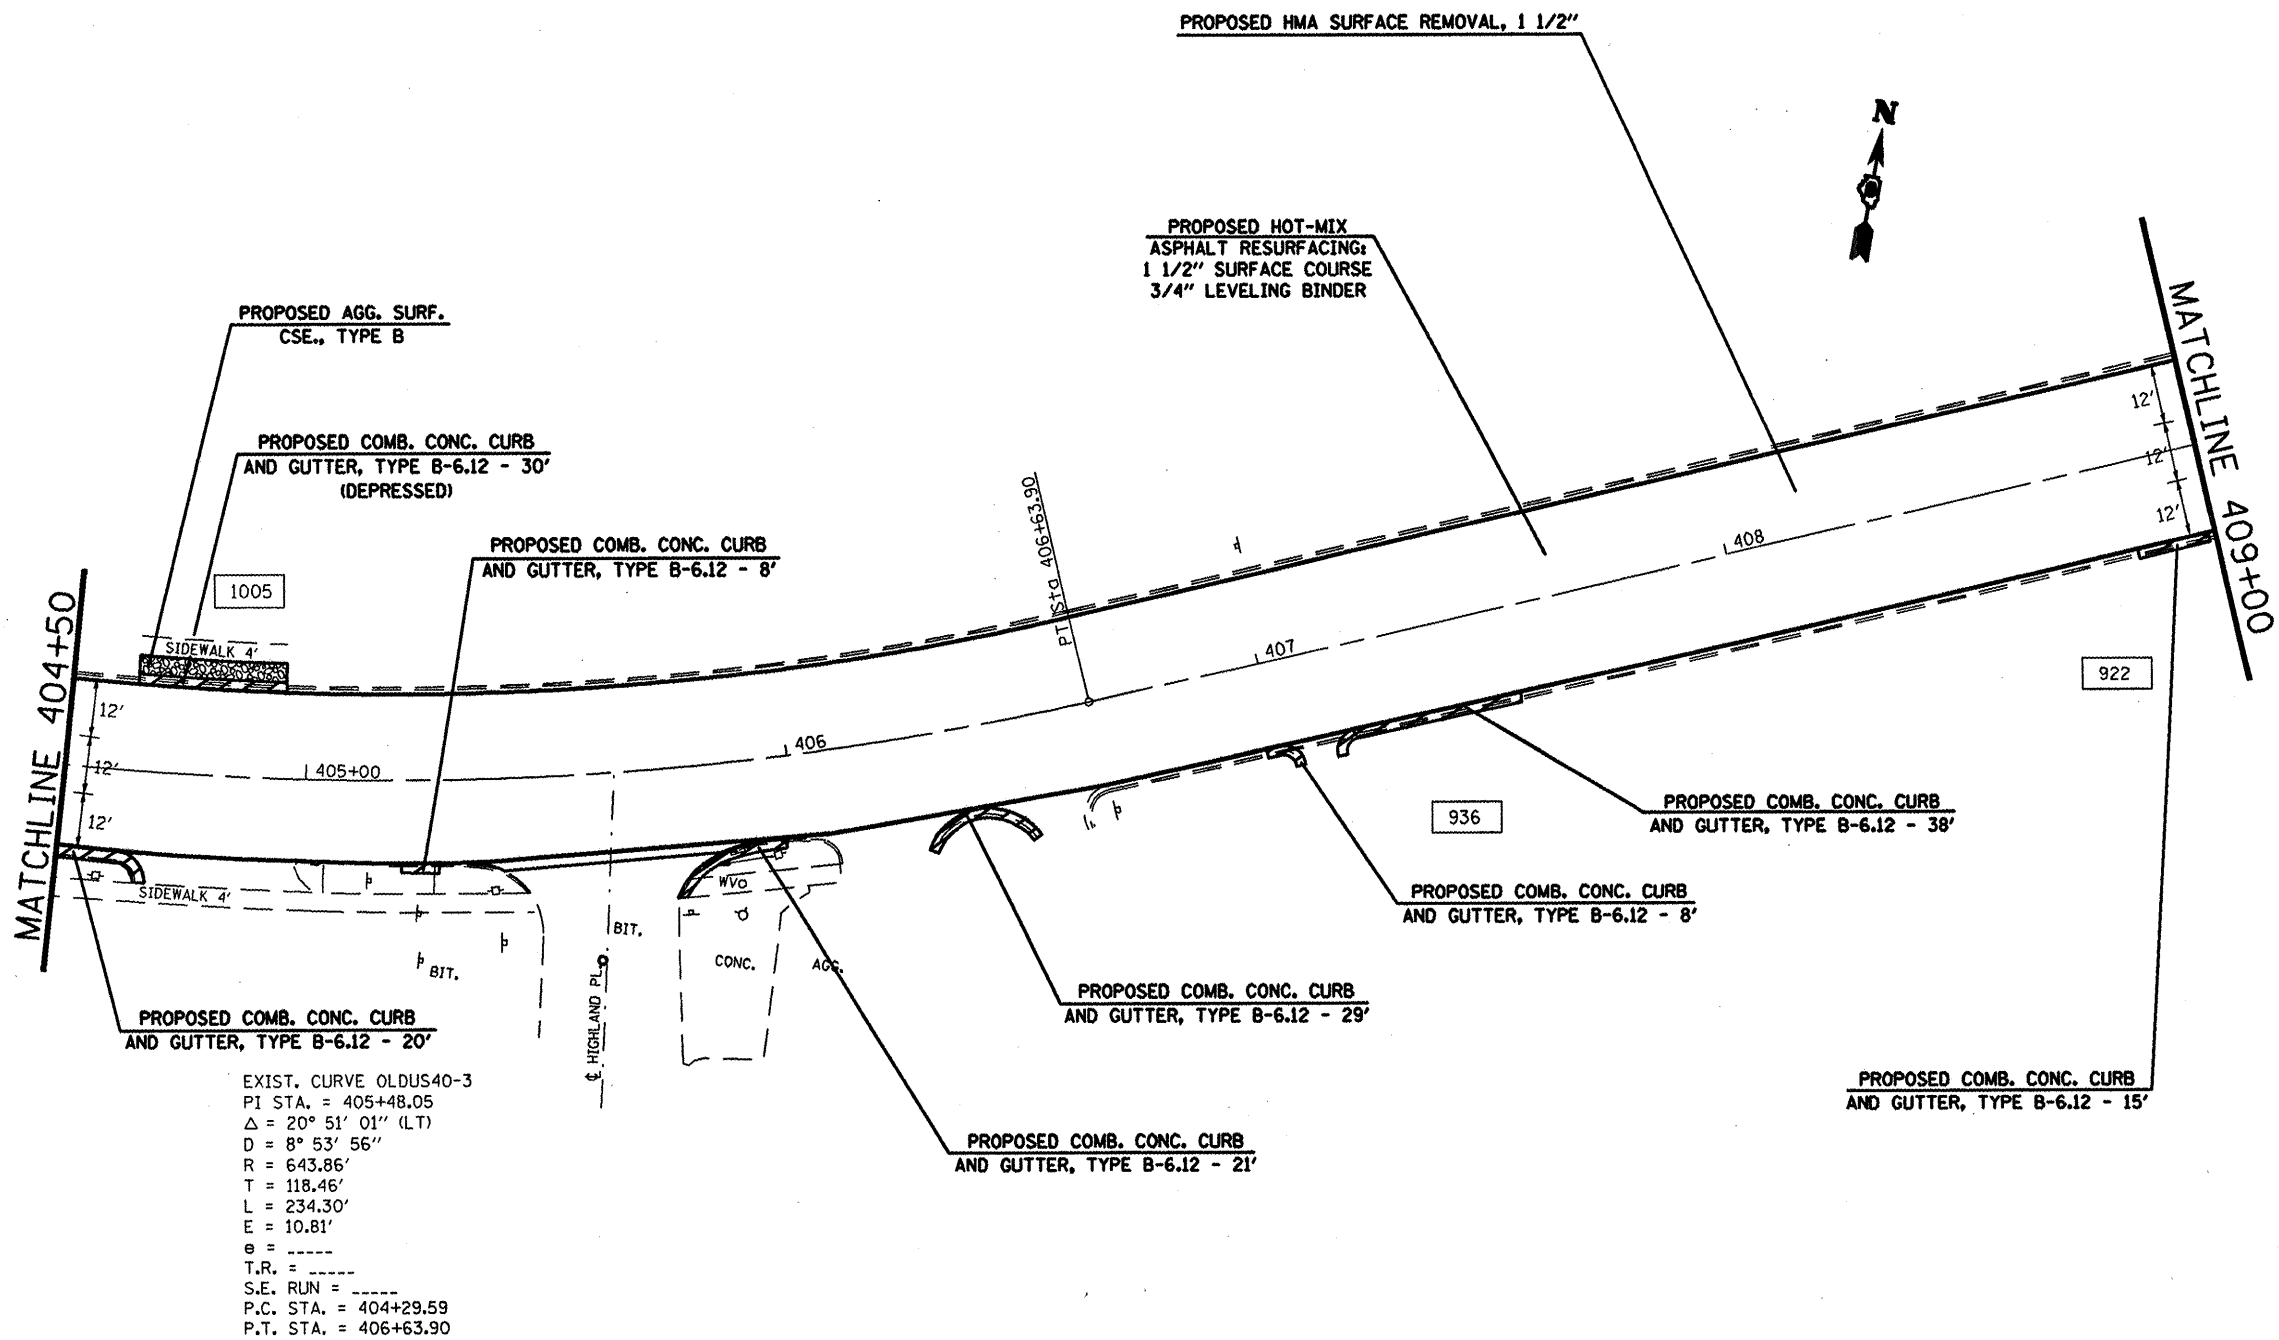 PROPOSED HMA SURFACE REMOVAL, 1 1/2"
N
PROPOSED HOT-MIX
ASPHALT RESURFACING:
1 1/2" SURFACE COURSE
3/4" LEVELING BINDER
PROPOSED AGG. SURF.
CSE., TYPE B
PROPOSED COMB. CONC. CURB
AND GUTTER, TYPE B-6.12 - 30'
(DEPRESSED)
PROPOSED COMB. CONC. CURB
AND GUTTER, TYPE B-6.12 - 8'
1005
SIDEWALK 4'
MATCHLINE 404+50
12'
12'
12'
405+00
406
PT Sta 406+63.90
407
408
12'
12'
12'
MATCHLINE 409+00
922
936
SIDEWALK 4'
WVO
BIT.
BIT.
CONC.
AGG.
℄ HIGHLAND PL.
PROPOSED COMB. CONC. CURB
AND GUTTER, TYPE B-6.12 - 38'
PROPOSED COMB. CONC. CURB
AND GUTTER, TYPE B-6.12 - 8'
PROPOSED COMB. CONC. CURB
AND GUTTER, TYPE B-6.12 - 29'
PROPOSED COMB. CONC. CURB
AND GUTTER, TYPE B-6.12 - 20'
PROPOSED COMB. CONC. CURB
AND GUTTER, TYPE B-6.12 - 15'
PROPOSED COMB. CONC. CURB
AND GUTTER, TYPE B-6.12 - 21'
EXIST. CURVE OLDUS40-3
PI STA. = 405+48.05
Δ = 20° 51' 01" (LT)
D = 8° 53' 56"
R = 643.86'
T = 118.46'
L = 234.30'
E = 10.81'
e = _____
T.R. = _____
S.E. RUN = _____
P.C. STA. = 404+29.59
P.T. STA. = 406+63.90